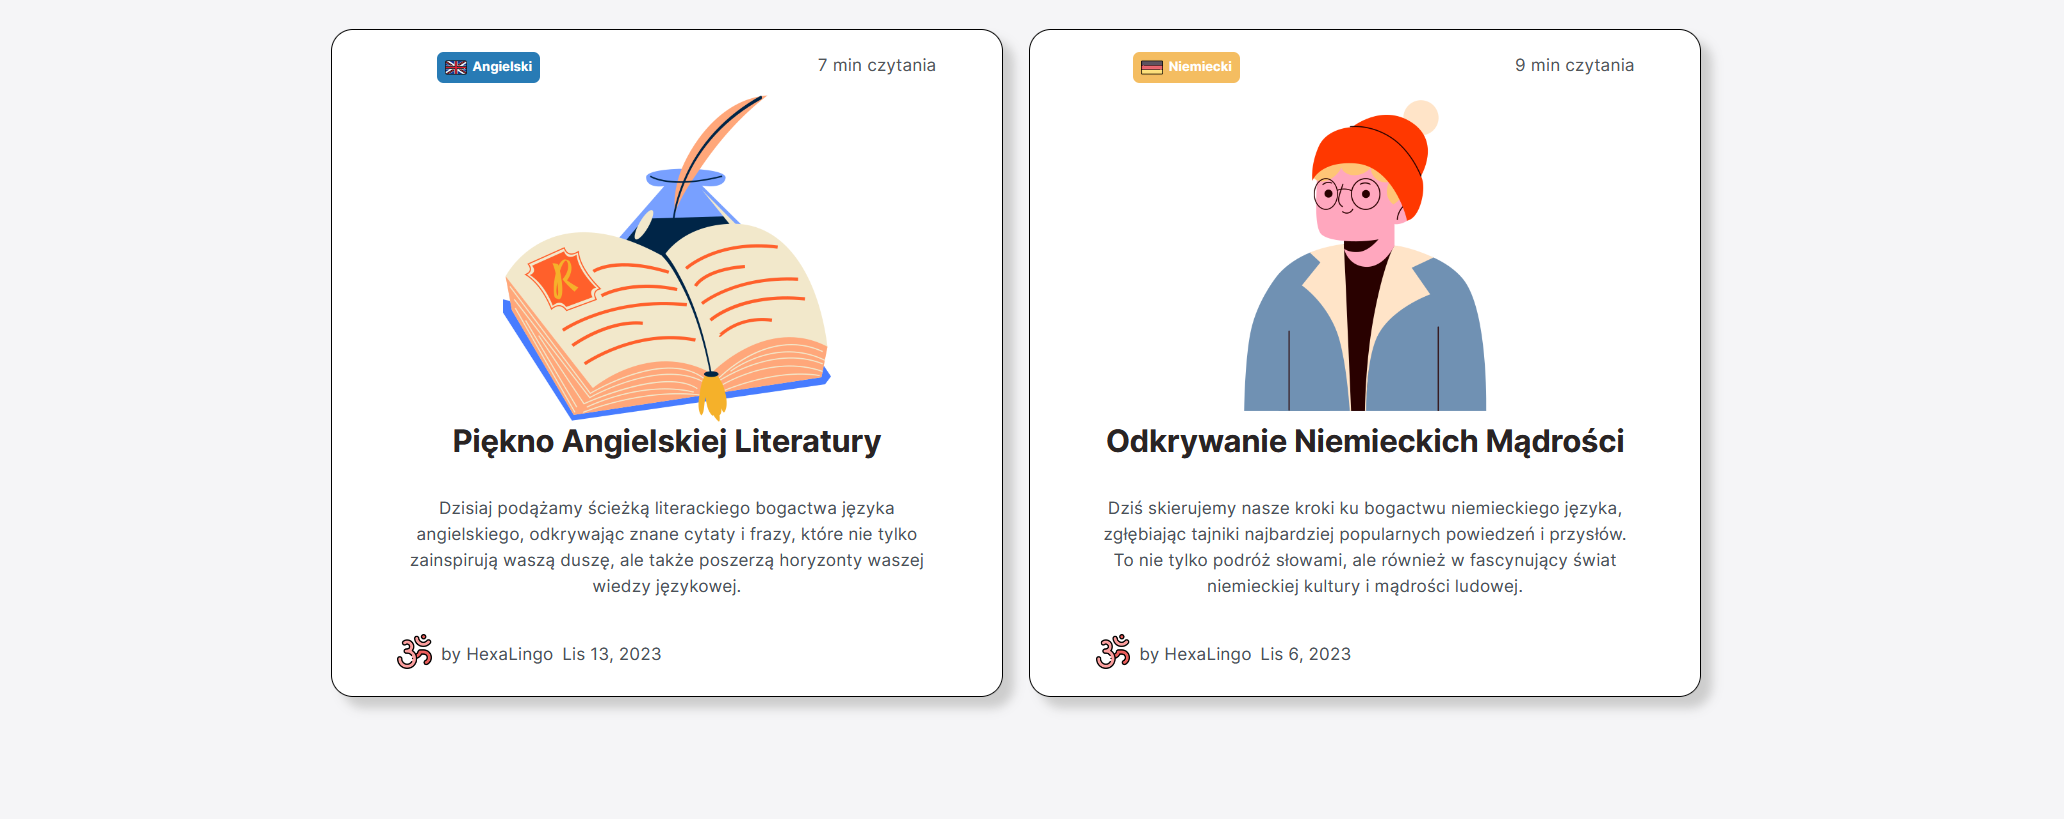 Angielski
7 min czytania
R
Piękno Angielskiej Literatury
Dzisiaj podążamy ścieżką literackiego bogactwa języka
angielskiego, odkrywając znane cytaty i frazy, które nie tylko
zainspirują waszą duszę, ale także poszerzą horyzonty waszej
wiedzy językowej.
ॐ by HexaLingo Lis 13, 2023
Niemiecki
9 min czytania
Odkrywanie Niemieckich Mądrości
Dziś skierujemy nasze kroki ku bogactwu niemieckiego języka,
zgłębiając tajniki najbardziej popularnych powiedzeń i przysłów.
To nie tylko podróż słowami, ale również w fascynujący świat
niemieckiej kultury i mądrości ludowej.
ॐ by HexaLingo Lis 6, 2023